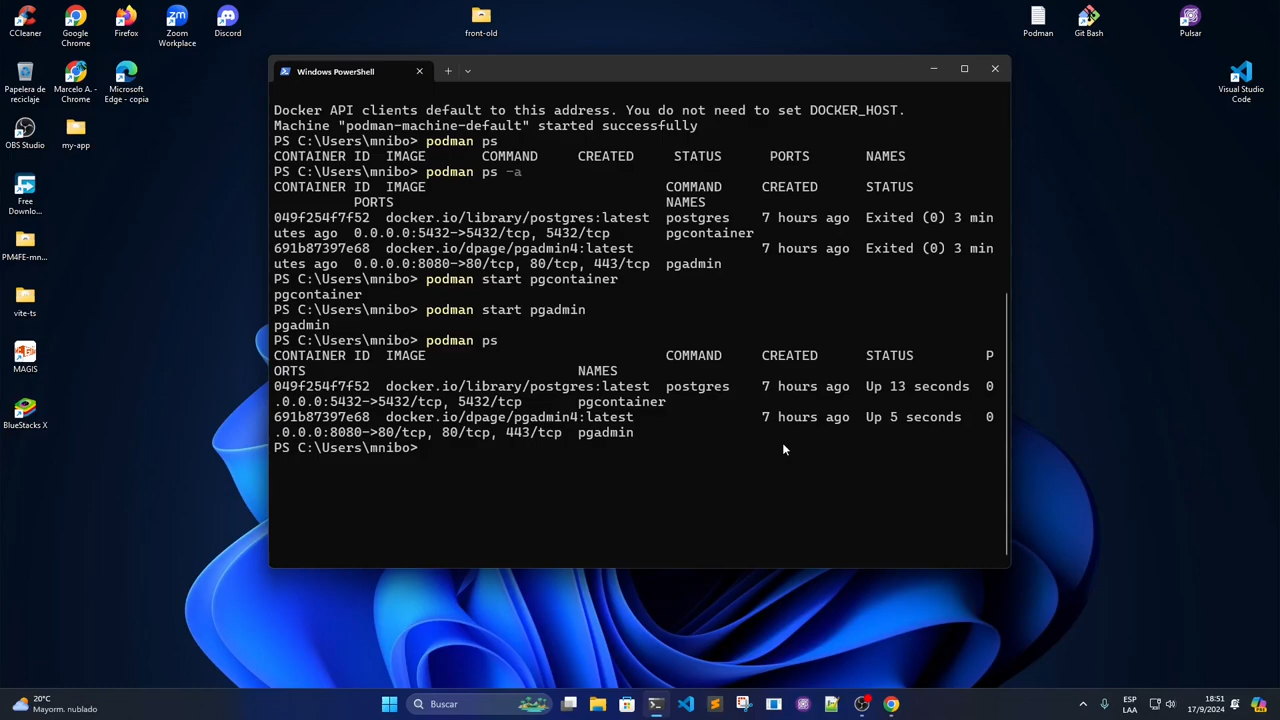 CCleaner
Google
Chrome
Firefox
Zoom
Workplace
Discord
front-old
Podman
Git Bash
Pulsar
Papelera de
reciclaje
Marcelo A. -
Chrome
Microsoft
Edge - copia
Visual Studio
Code
OBS Studio
my-app
Free
Downlo...
PM4FE-mn...
vite-ts
MAGIS
BlueStacks X
Windows PowerShell
Docker API clients default to this address. You do not need to set DOCKER_HOST.
Machine "podman-machine-default" started successfully
PS C:\Users\mnibo> podman ps
CONTAINER ID  IMAGE       COMMAND     CREATED     STATUS      PORTS       NAMES
PS C:\Users\mnibo> podman ps -a
CONTAINER ID  IMAGE                              COMMAND     CREATED      STATUS
PORTS                                  NAMES
049f254f7f52  docker.io/library/postgres:latest  postgres    7 hours ago  Exited (0) 3 min
utes ago  0.0.0.0:5432->5432/tcp, 5432/tcp       pgcontainer
691b87397e68  docker.io/dpage/pgadmin4:latest                7 hours ago  Exited (0) 3 min
utes ago  0.0.0.0:8080->80/tcp, 80/tcp, 443/tcp  pgadmin
PS C:\Users\mnibo> podman start pgcontainer
pgcontainer
PS C:\Users\mnibo> podman start pgadmin
pgadmin
PS C:\Users\mnibo> podman ps
CONTAINER ID  IMAGE                              COMMAND     CREATED      STATUS         P
ORTS                                  NAMES
049f254f7f52  docker.io/library/postgres:latest  postgres    7 hours ago  Up 13 seconds  0
.0.0.0:5432->5432/tcp, 5432/tcp       pgcontainer
691b87397e68  docker.io/dpage/pgadmin4:latest                7 hours ago  Up 5 seconds   0
.0.0.0:8080->80/tcp, 80/tcp, 443/tcp  pgadmin
PS C:\Users\mnibo>
20°C
Mayorm. nublado
Buscar
ESP
LAA
18:51
17/9/2024